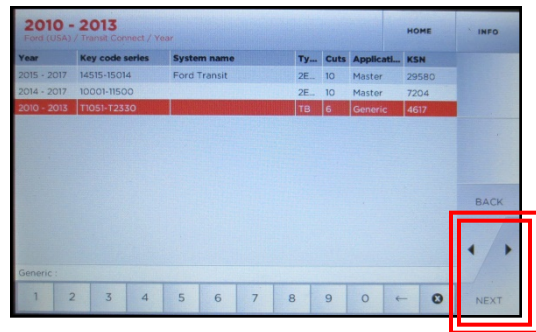 2010 - 2013
Ford (USA) / Transit Connect / Year
HOME
INFO
Year Key code series System name Ty... Cuts Applicati... KSN
2015 - 2017 14515-15014 Ford Transit 2E... 10 Master 29580
2014 - 2017 10001-11500 2E... 10 Master 7204
2010 - 2013 T1051-T2330 TB 6 Generic 4617
BACK
Generic :
1 2 3 4 5 6 7 8 9 0 ←
NEXT